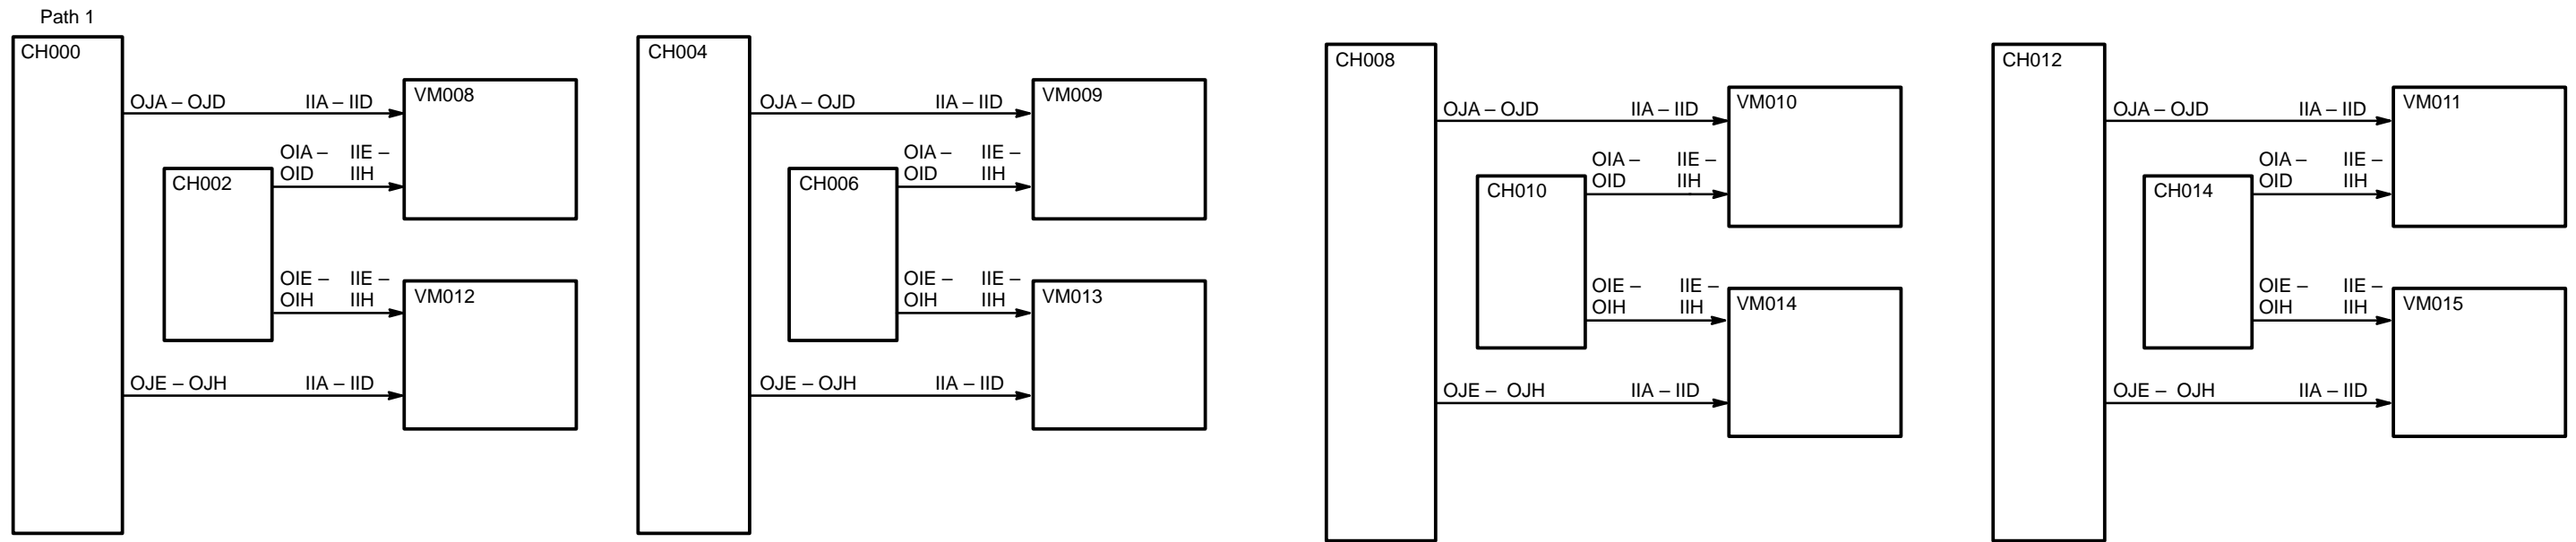 Path 1
CH000
OJA – OJD IIA – IID
VM008
CH002
OIA – IIE –
OID IIH
OIE – IIE –
OIH IIH
VM012
OJE – OJH IIA – IID
CH004
OJA – OJD IIA – IID
VM009
CH006
OIA – IIE –
OID IIH
OIE – IIE –
OIH IIH
VM013
OJE – OJH IIA – IID
CH008
OJA – OJD IIA – IID
VM010
CH010
OIA – IIE –
OID IIH
OIE – IIE –
OIH IIH
VM014
OJE – OJH IIA – IID
CH012
OJA – OJD IIA – IID
VM011
CH014
OIA – IIE –
OID IIH
OIE – IIE –
OIH IIH
VM015
OJE – OJH IIA – IID